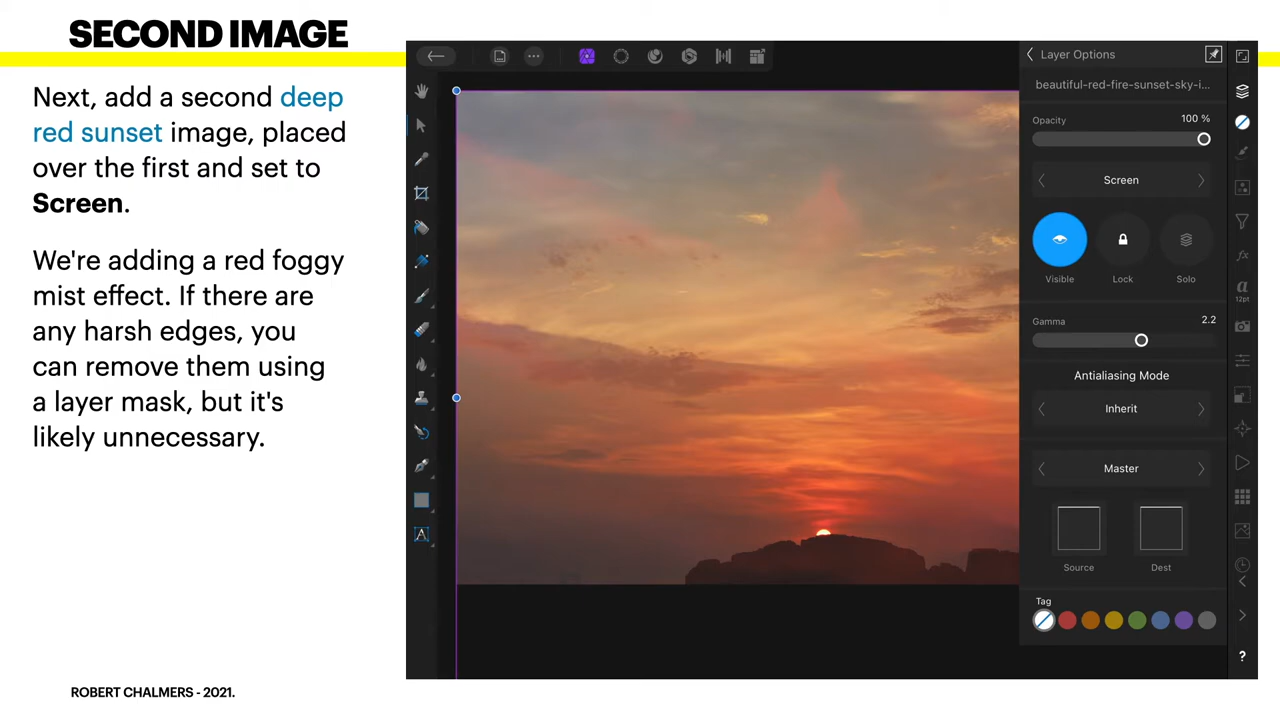 SECOND IMAGE
Next, add a second deep
red sunset image, placed
over the first and set to
Screen.
We're adding a red foggy
mist effect. If there are
any harsh edges, you
can remove them using
a layer mask, but it's
likely unnecessary.
ROBERT CHALMERS - 2021.
Layer Options
beautiful-red-fire-sunset-sky-i...
Opacity 100 %
Screen
Visible Lock Solo
Gamma 2.2
Antialiasing Mode
Inherit
Master
Source Dest
Tag
A
fx
a
12pt
?